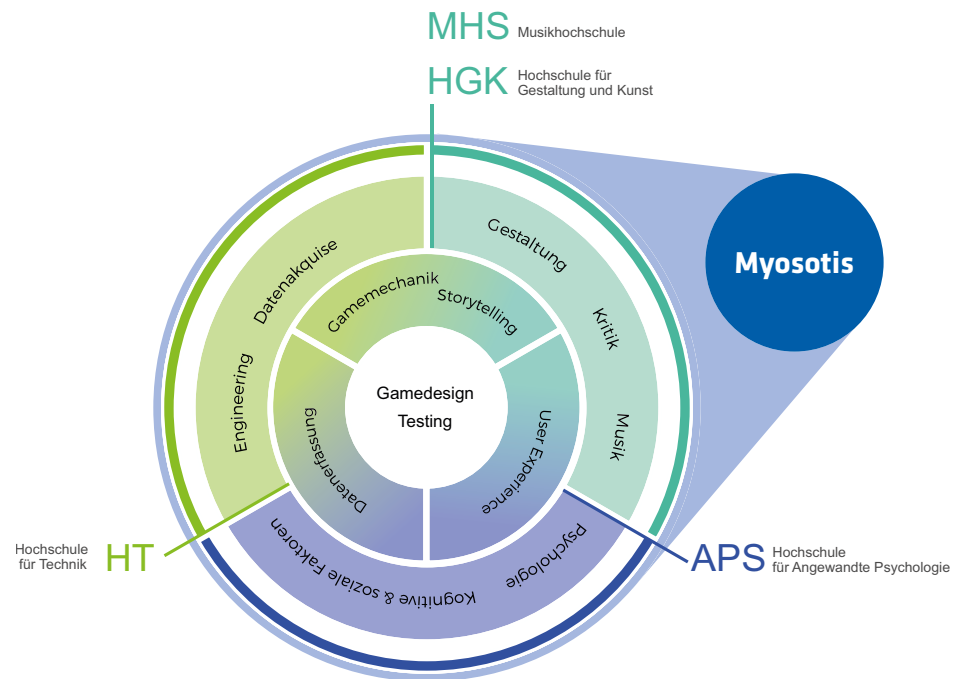 MHS Musikhochschule
HGK Hochschule für
Gestaltung und Kunst
Gestaltung
Kritik
Musik
Datenakquise
Engineering
Gamemechanik
Storytelling
User Experience
Datenerfassung
Gamedesign
Testing
Psychologie
Kognitive & soziale Faktoren
Myosotis
Hochschule
für Technik
HT
APS
Hochschule
für Angewandte Psychologie